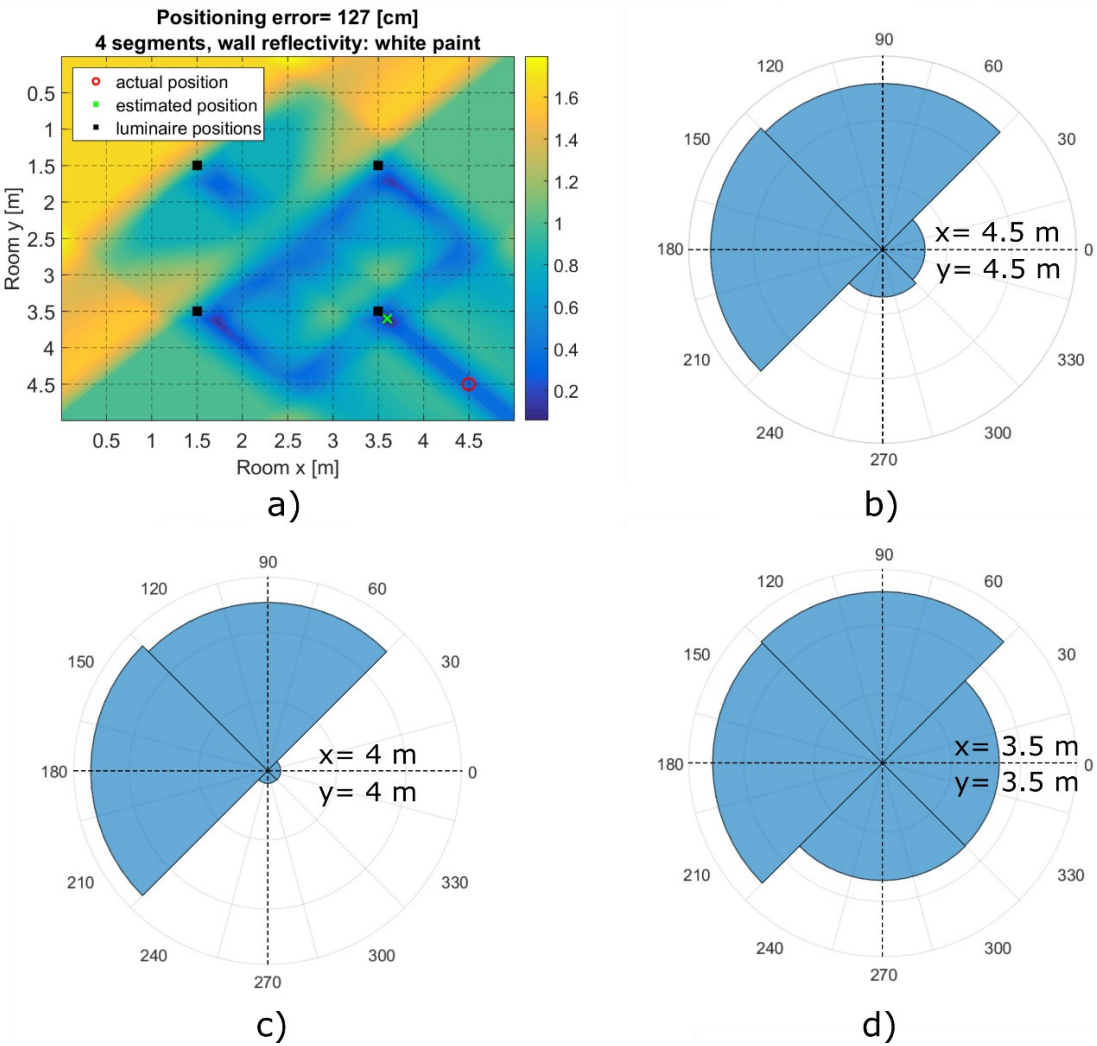 Positioning error= 127 [cm]
4 segments, wall reflectivity: white paint
actual position
estimated position
luminaire positions
0.5
1
1.5
2
2.5
3
3.5
4
4.5
Room y [m]
0.5 1 1.5 2 2.5 3 3.5 4 4.5
Room x [m]
1.6
1.4
1.2
1
0.8
0.6
0.4
0.2
a)
90
120 60
150 30
x= 4.5 m
180 0
y= 4.5 m
210 330
240 300
270
b)
90
120 60
150 30
x= 4 m
180 0
y= 4 m
210 330
240 300
270
c)
90
120 60
150 30
x= 3.5 m
180 0
y= 3.5 m
210 330
240 300
270
d)